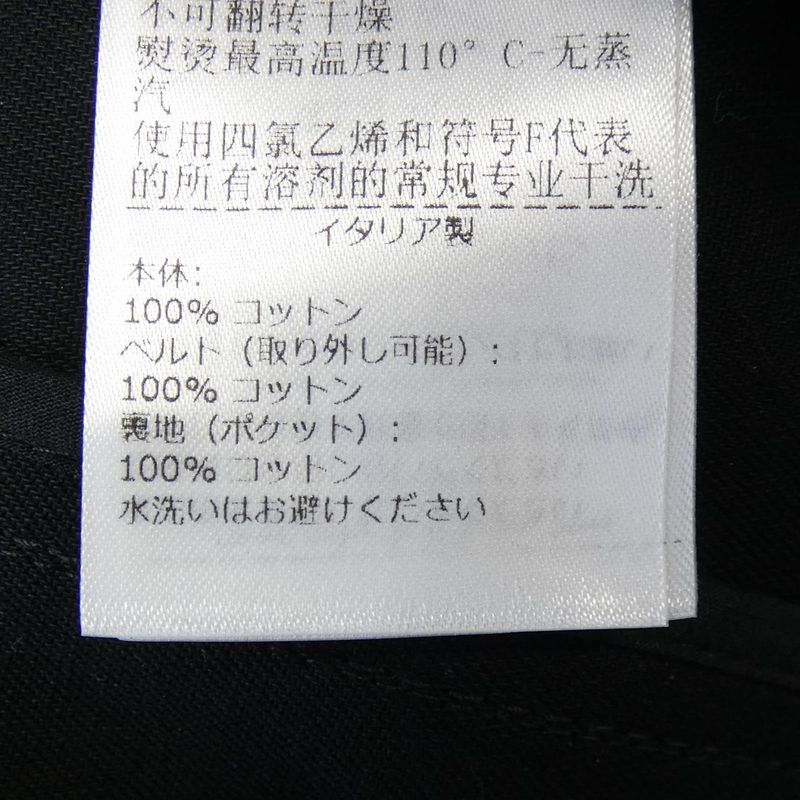 不可翻转干燥
熨烫最高温度110° C-无蒸
汽
使用四氯乙烯和符号F代表
的所有溶剂的常规专业干洗
イタリア製
本体:
100% コットン
ベルト (取り外し可能) :
100% コットン
裏地 (ポケット) :
100% コットン
水洗いはお避けください